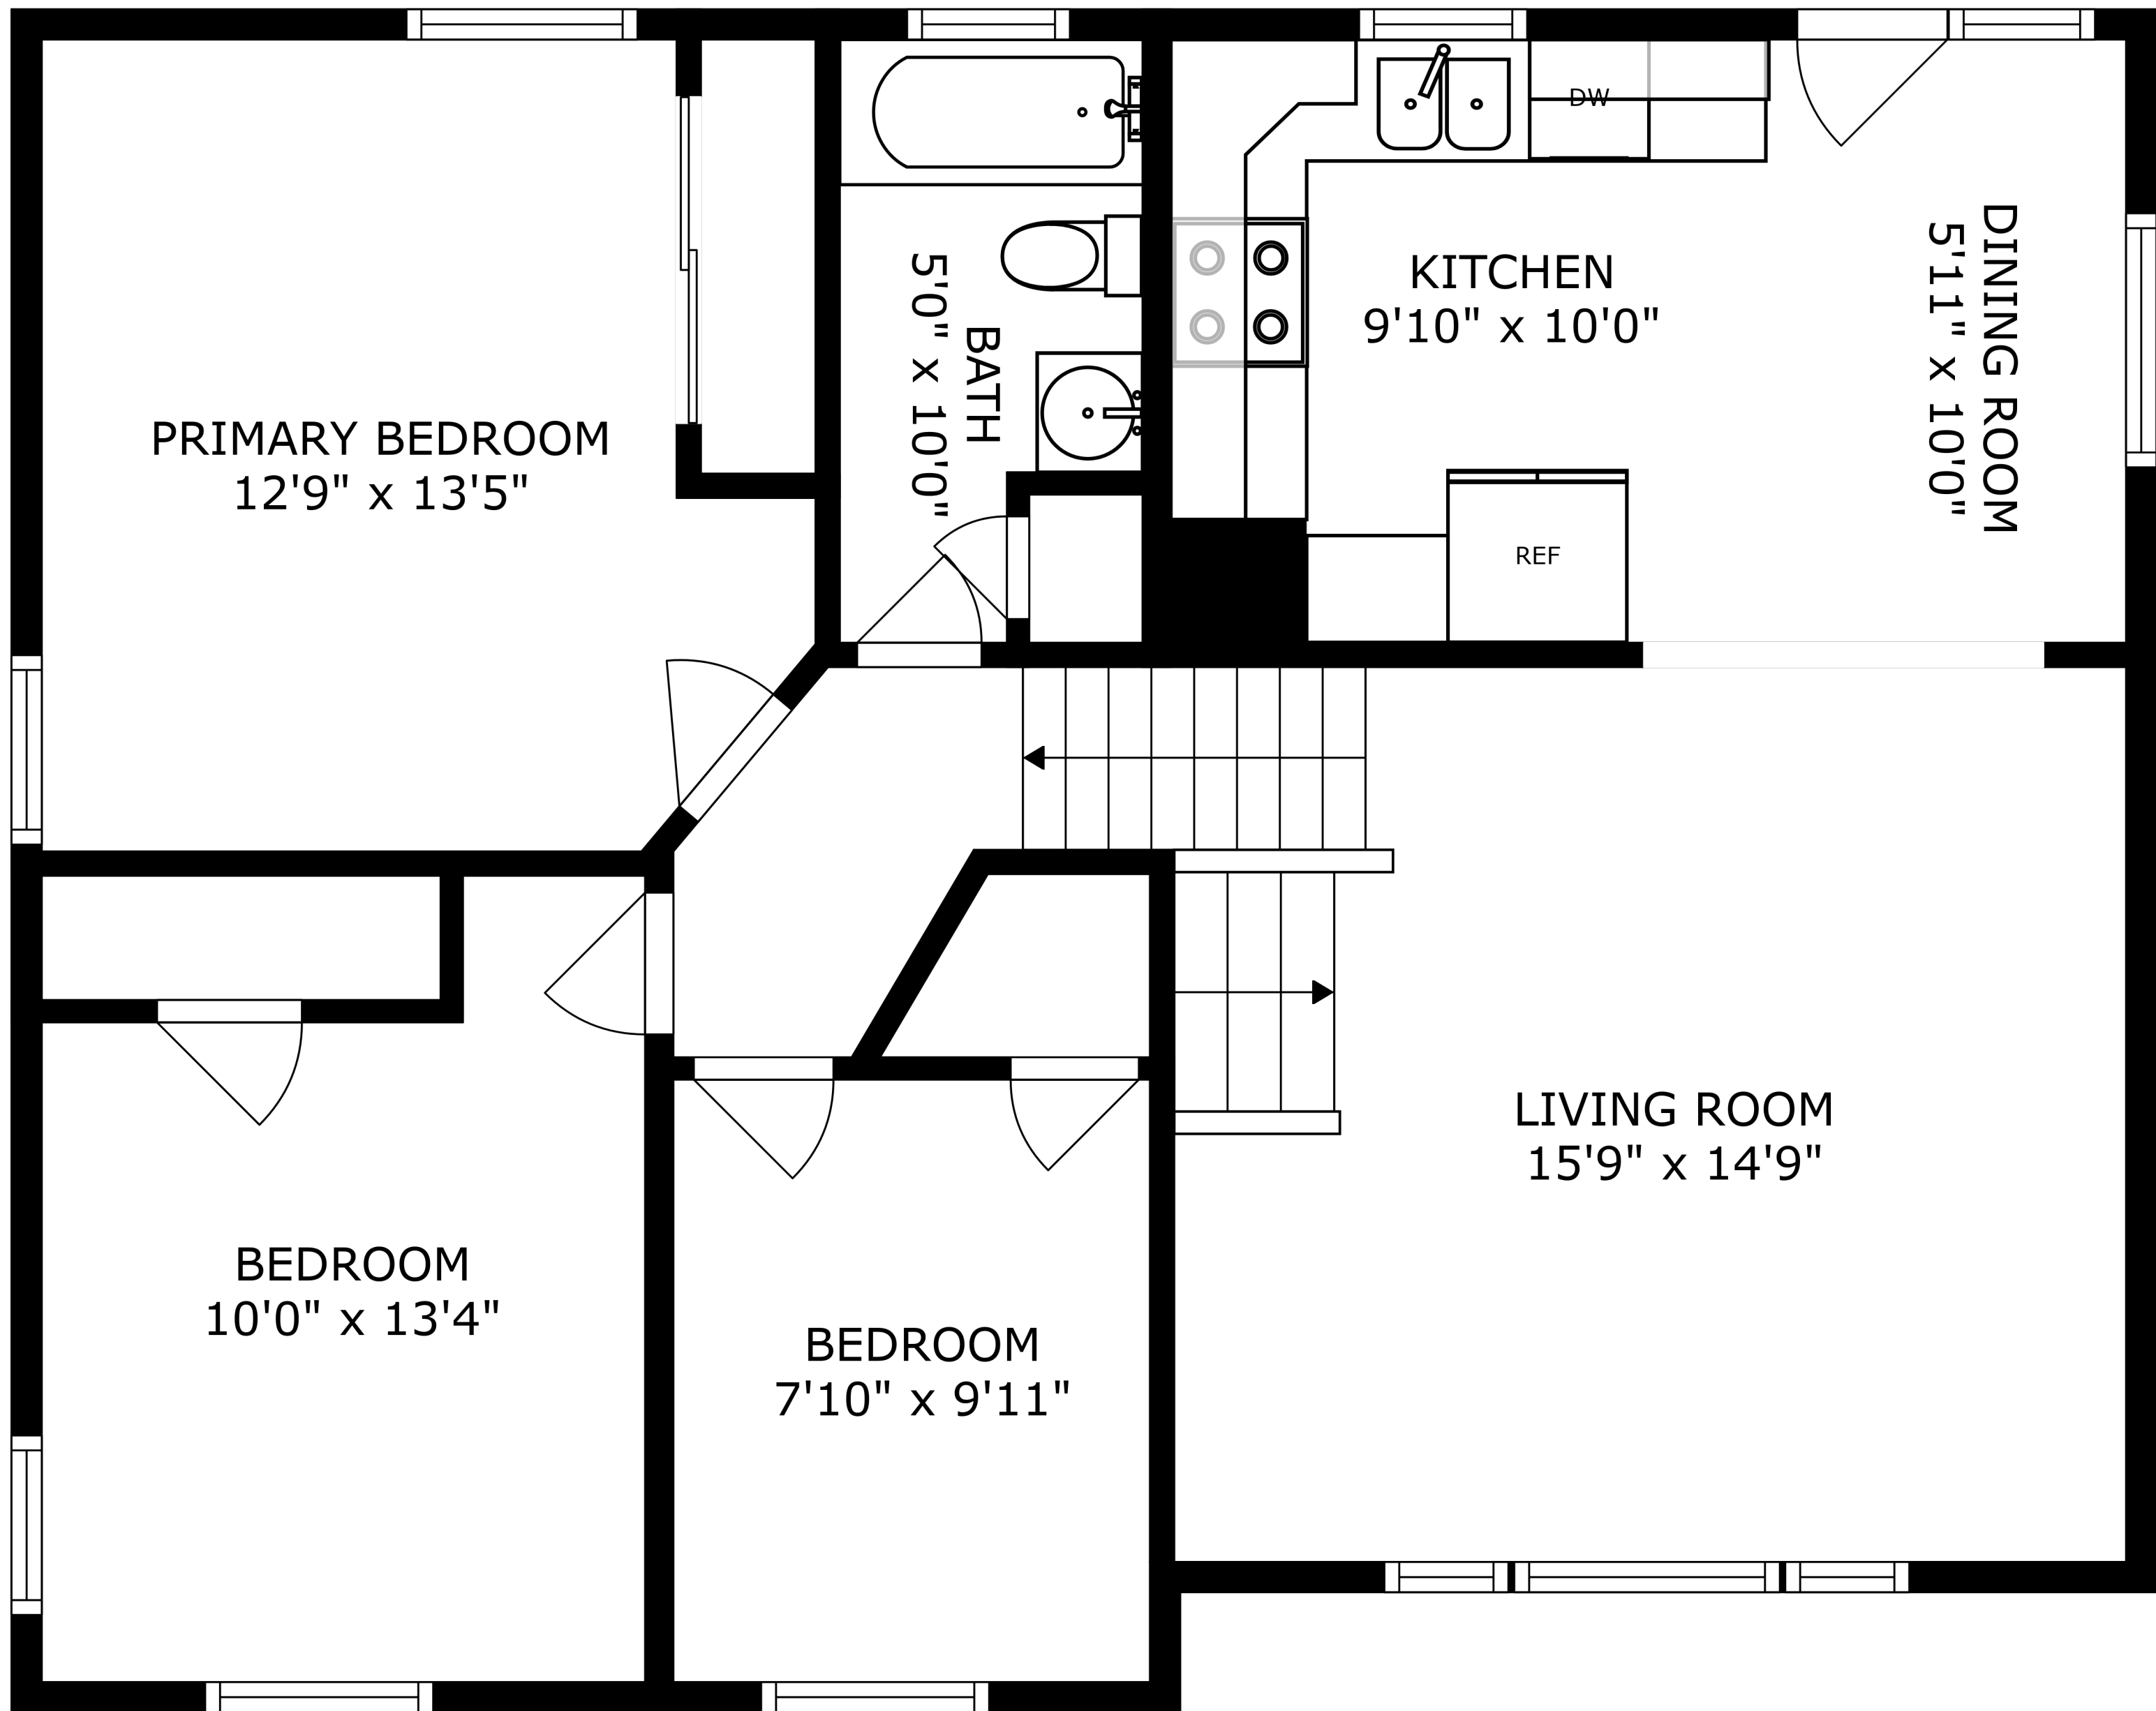 DW
KITCHEN
9'10" x 10'0"
DINING ROOM
5'11" x 10'0"
BATH
5'0" x 10'0"
PRIMARY BEDROOM
12'9" x 13'5"
REF
LIVING ROOM
15'9" x 14'9"
BEDROOM
10'0" x 13'4"
BEDROOM
7'10" x 9'11"